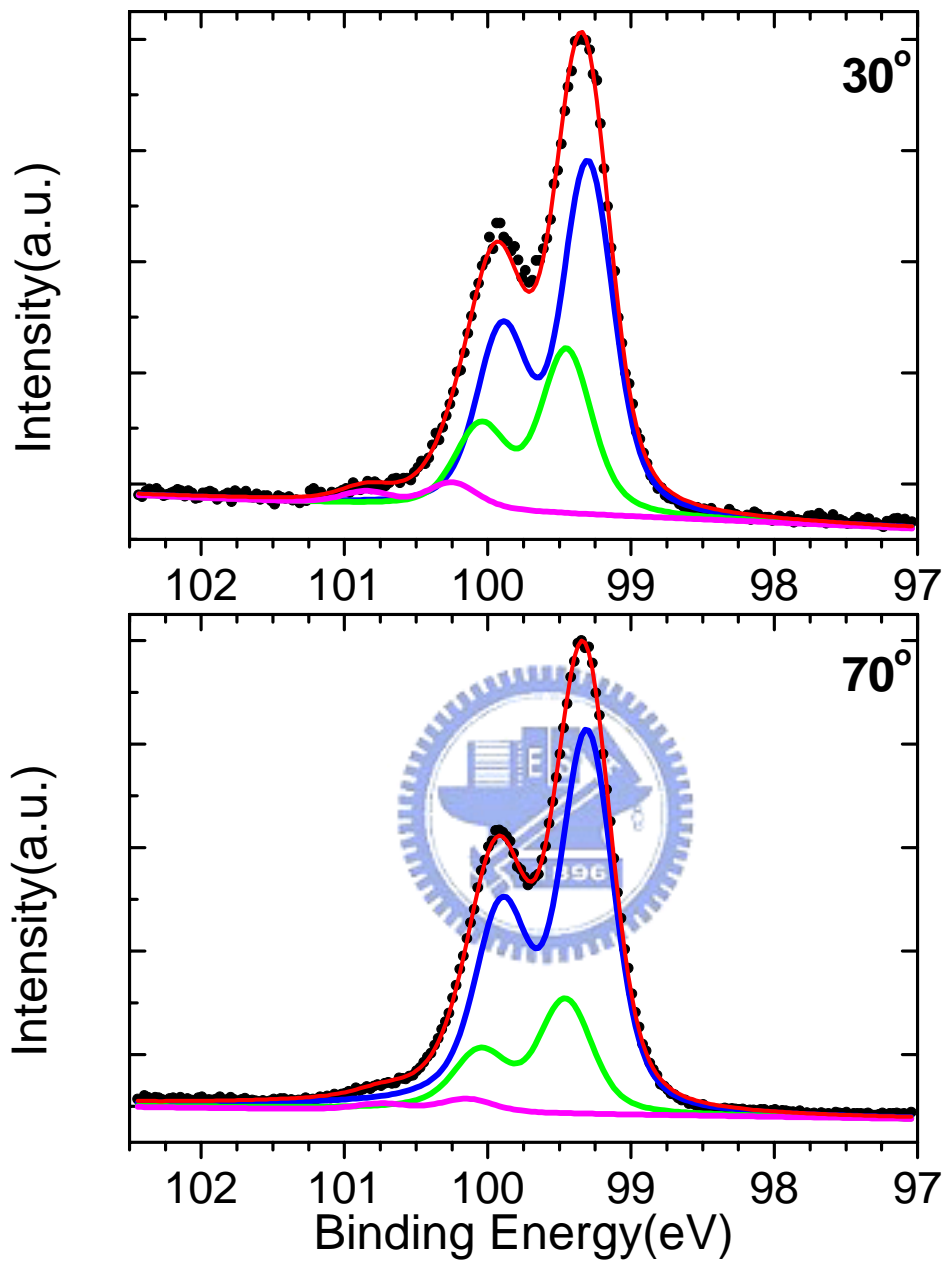 30°
Intensity(a.u.)
102 101 100 99 98 97
70°
Intensity(a.u.)
102 101 100 99 98 97
Binding Energy(eV)